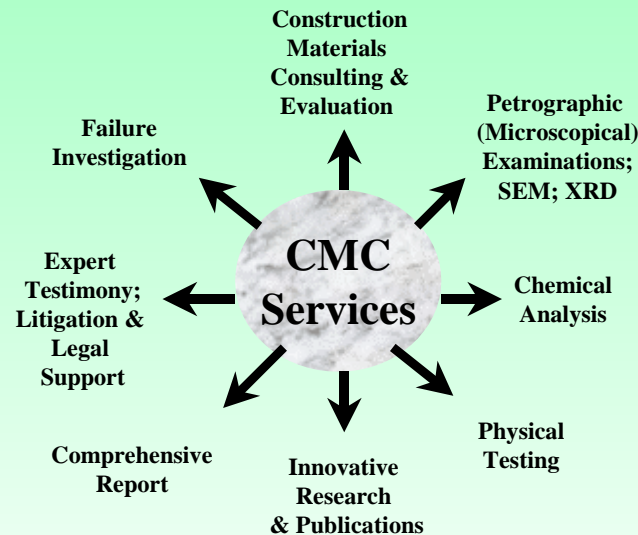 Construction
Materials
Consulting &
Evaluation
Petrographic
(Microscopical)
Examinations;
SEM; XRD
Failure
Investigation
CMC
Services
Expert
Testimony;
Litigation &
Legal
Support
Chemical
Analysis
Physical
Testing
Comprehensive
Report
Innovative
Research
& Publications